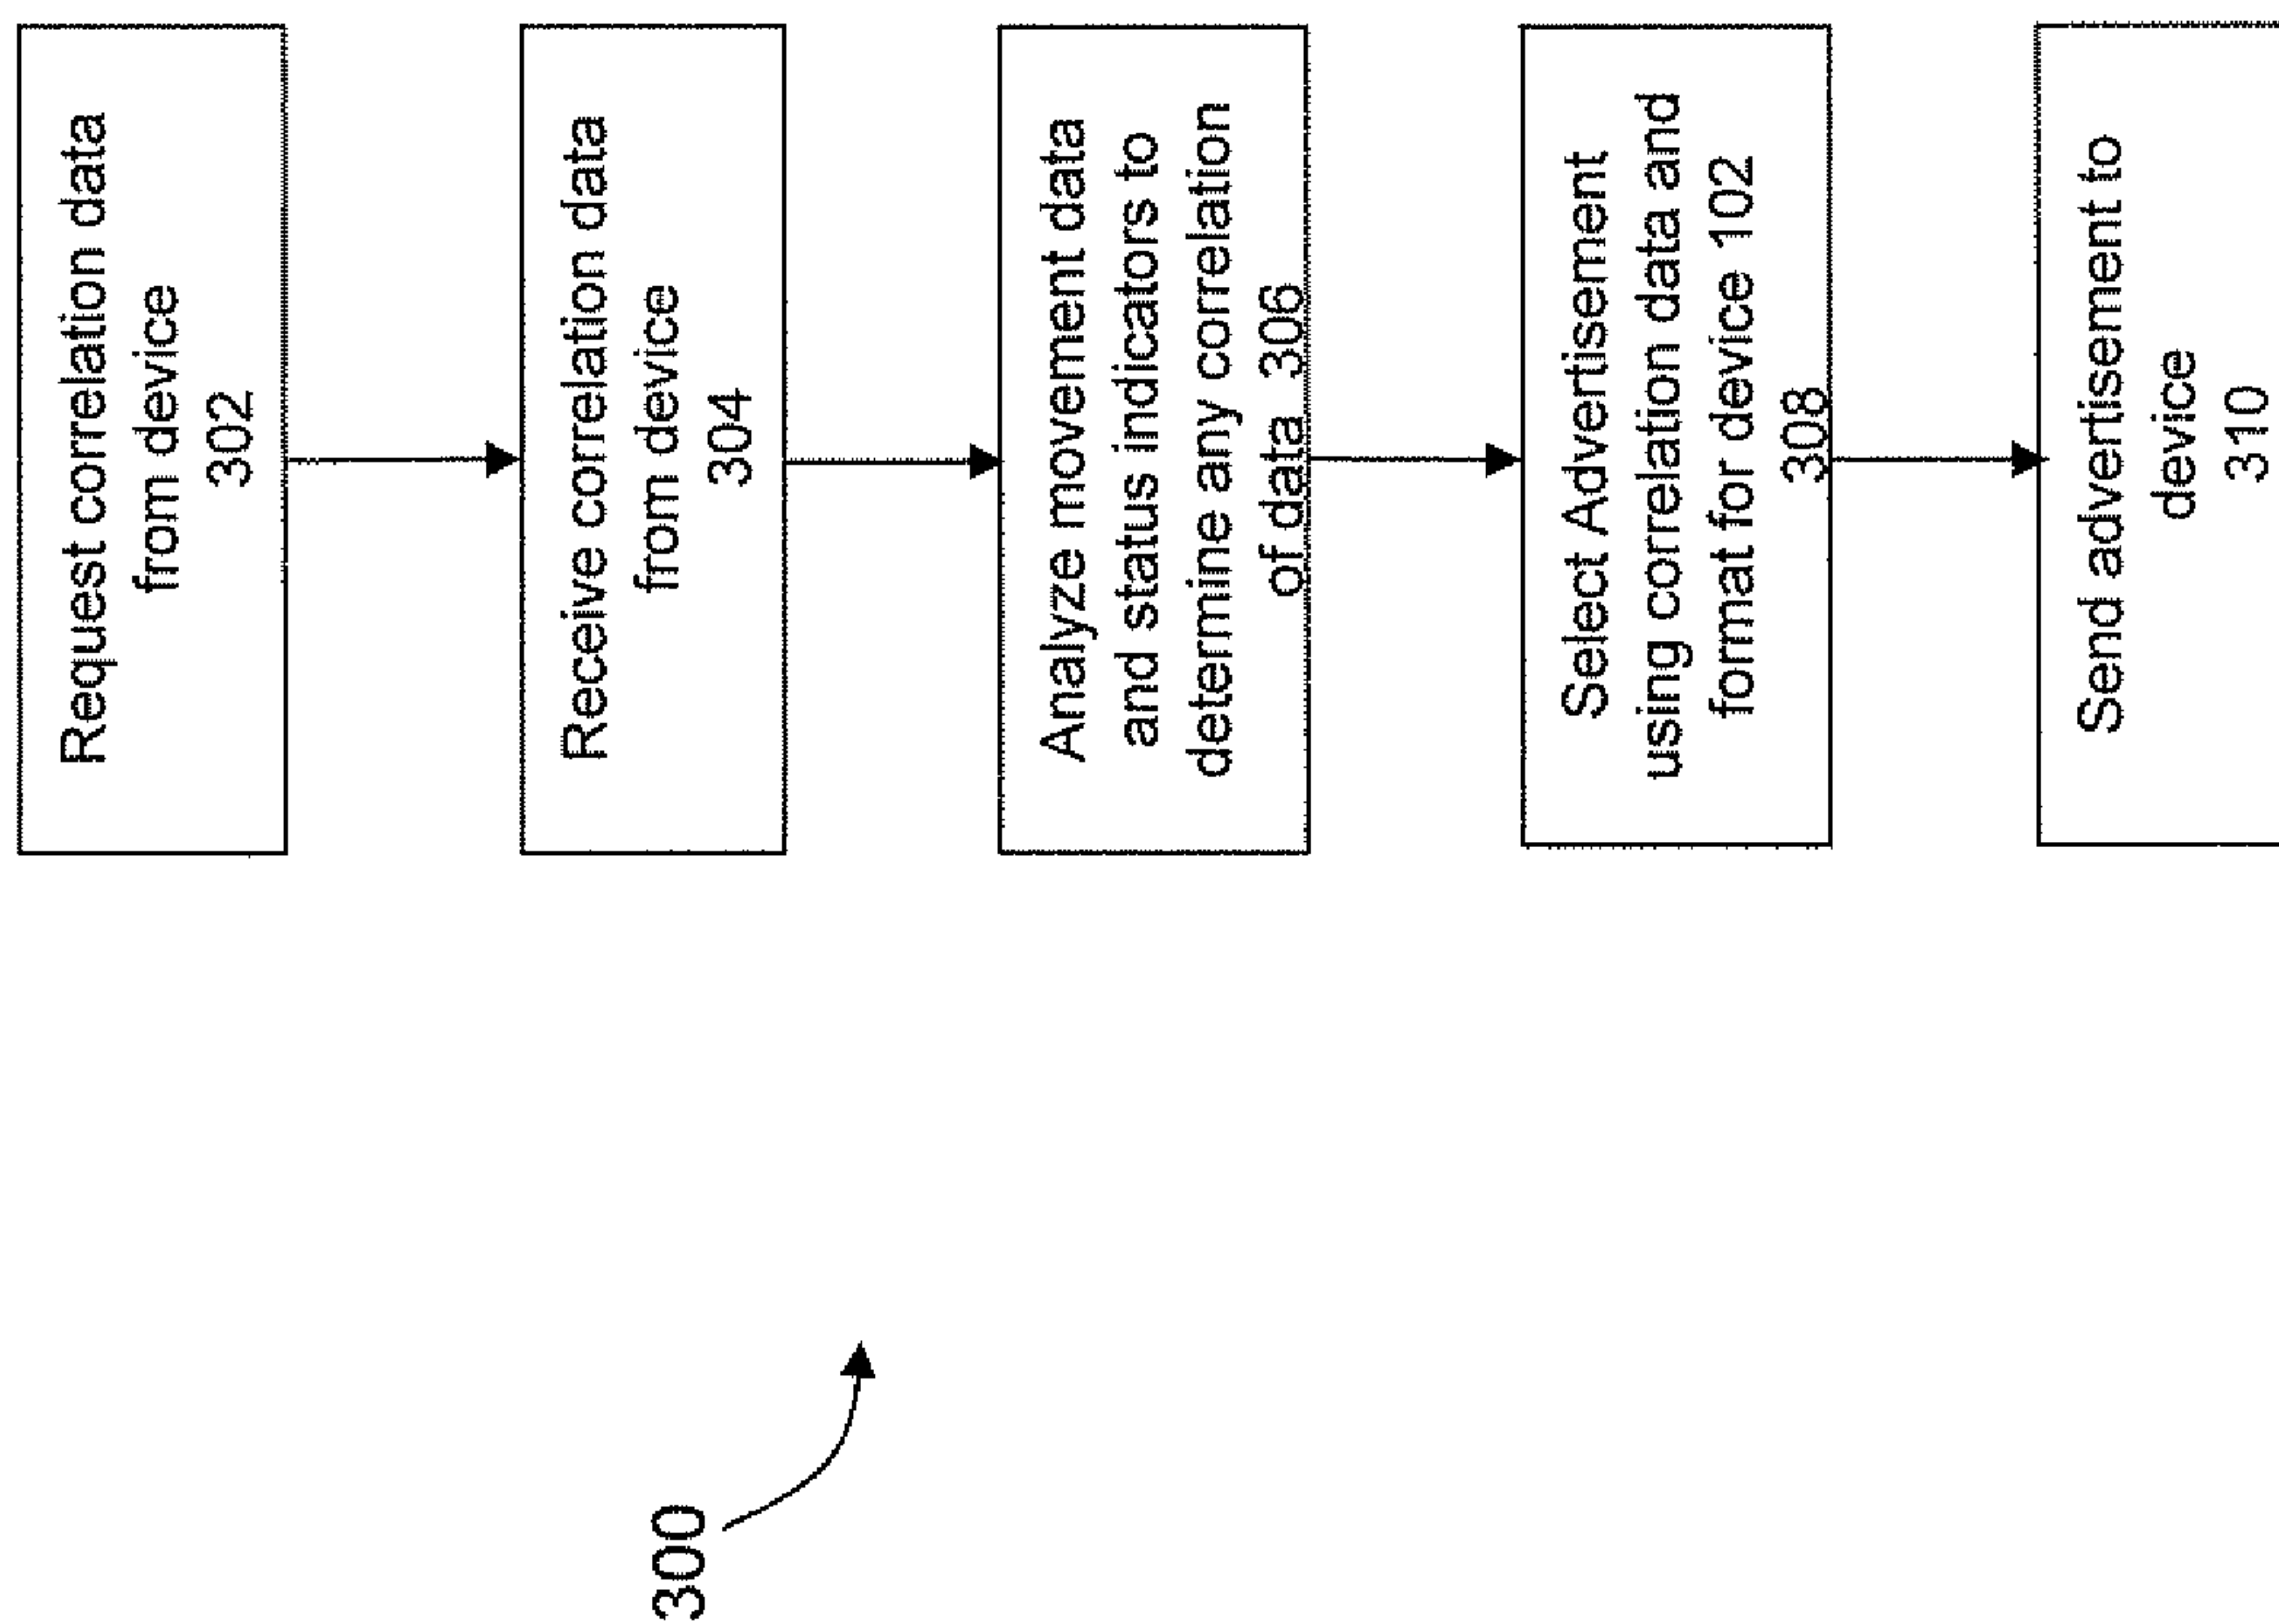 Request correlation data
from device
302
Receive correlation data
from device
304
Analyze movement data
and status indicators to
determine any correlation
of data 306
Select Advertisement
using correlation data and
format for device 102
308
Send advertisement to
device
310
300